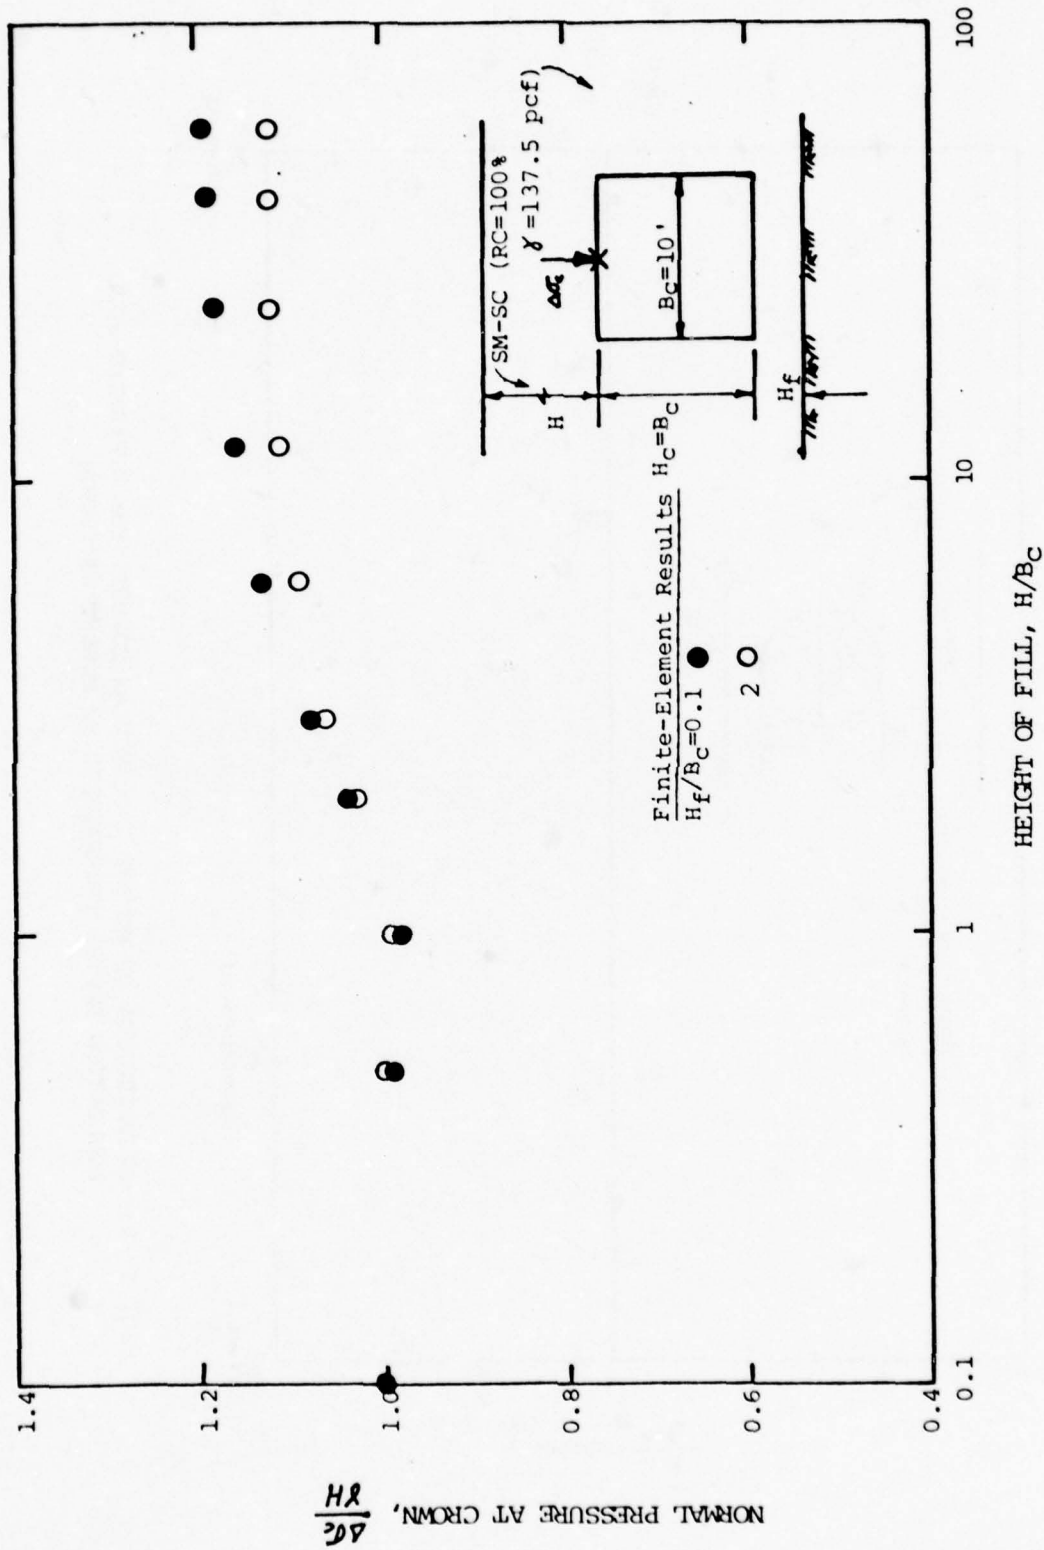 1.4
1.2
1.0
0.8
0.6
0.4
0.1
1
10
100
NORMAL PRESSURE AT CROWN, Δσc/γH
HEIGHT OF FILL, H/BC
SM-SC (RC=100%
γ=137.5 pcf)
Δσc
H
BC=10'
HC=BC
Hf
Finite-Element Results
Hf/BC=0.1 ●
2 ○